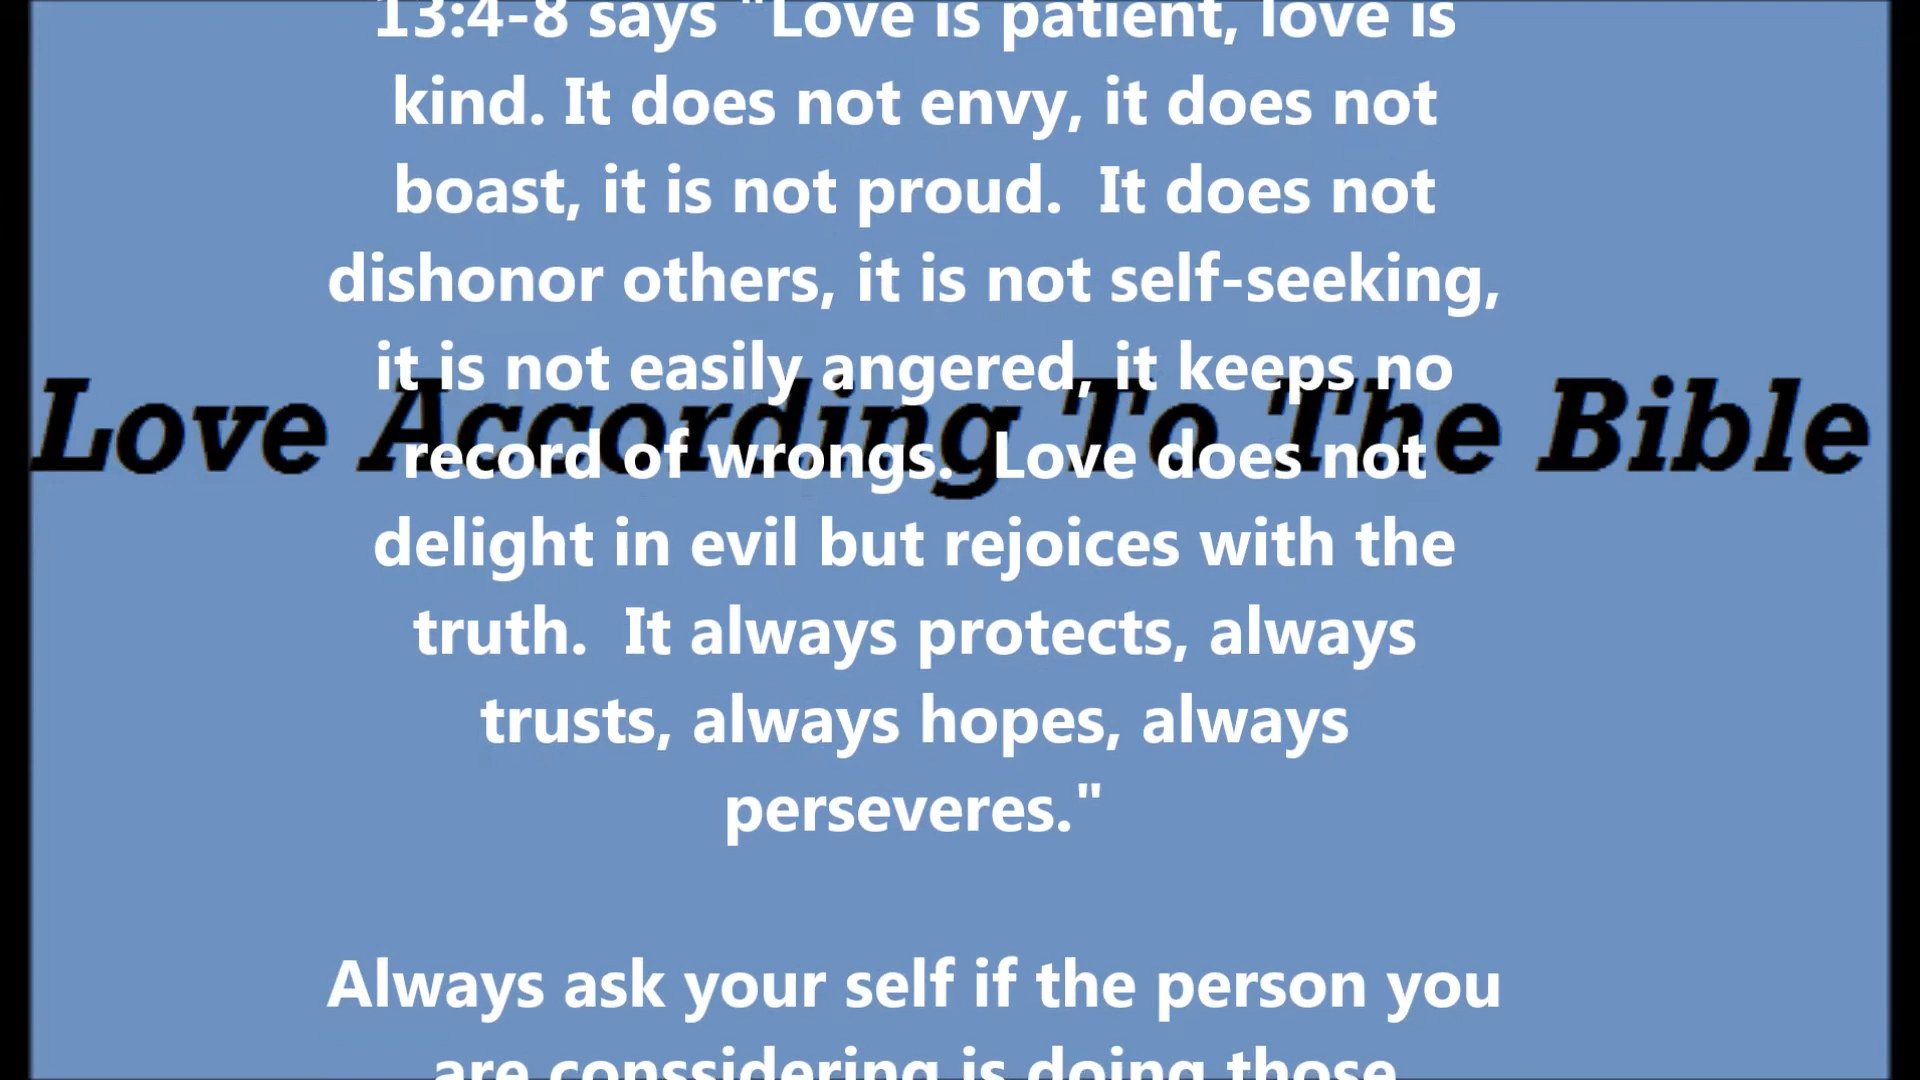 13:4-8 says "Love is patient, love is
kind. It does not envy, it does not
boast, it is not proud.  It does not
dishonor others, it is not self-seeking,
it is not easily angered, it keeps no
Love According To The Bible
record of wrongs.  Love does not
delight in evil but rejoices with the
truth.  It always protects, always
trusts, always hopes, always
perseveres."
Always ask your self if the person you
are conssidering is doing those